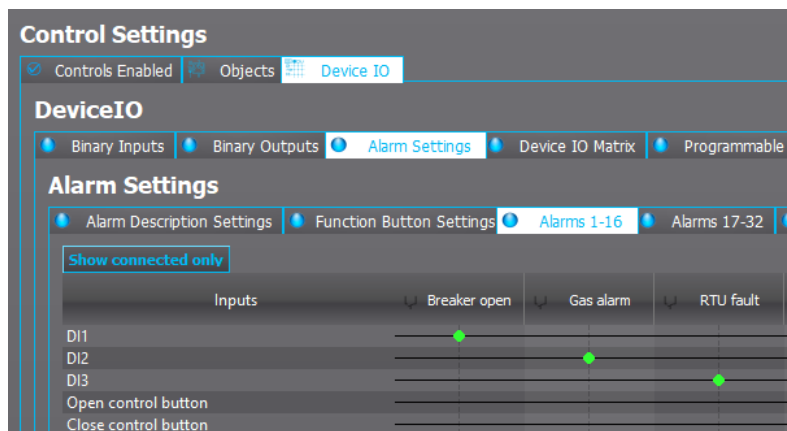 Control Settings
Controls Enabled Objects Device IO
DeviceIO
Binary Inputs Binary Outputs Alarm Settings Device IO Matrix Programmable
Alarm Settings
Alarm Description Settings Function Button Settings Alarms 1-16 Alarms 17-32
Show connected only
Inputs Breaker open Gas alarm RTU fault
DI1
DI2
DI3
Open control button
Close control button